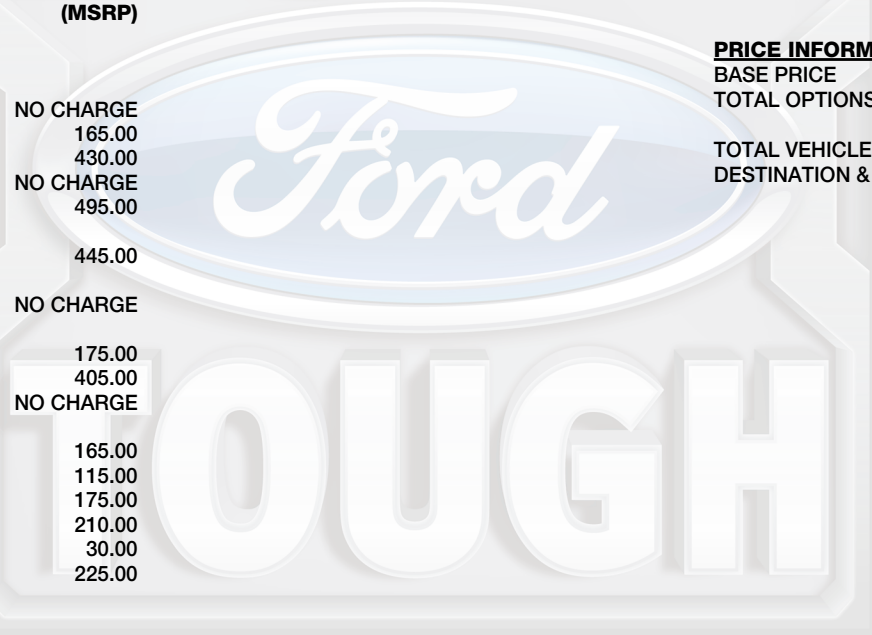 (MSRP)
NO CHARGE
165.00
430.00
NO CHARGE
495.00
445.00
NO CHARGE
175.00
405.00
NO CHARGE
165.00
115.00
175.00
210.00
30.00
225.00
PRICE INFORM
BASE PRICE
TOTAL OPTIONS
TOTAL VEHICLE
DESTINATION &
Ford
TOUGH